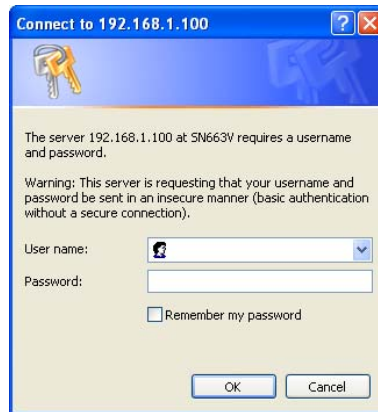 Connect to 192.168.1.100
The server 192.168.1.100 at SN663V requires a username
and password.
Warning: This server is requesting that your username and
password be sent in an insecure manner (basic authentication
without a secure connection).
User name:
Password:
Remember my password
OK Cancel